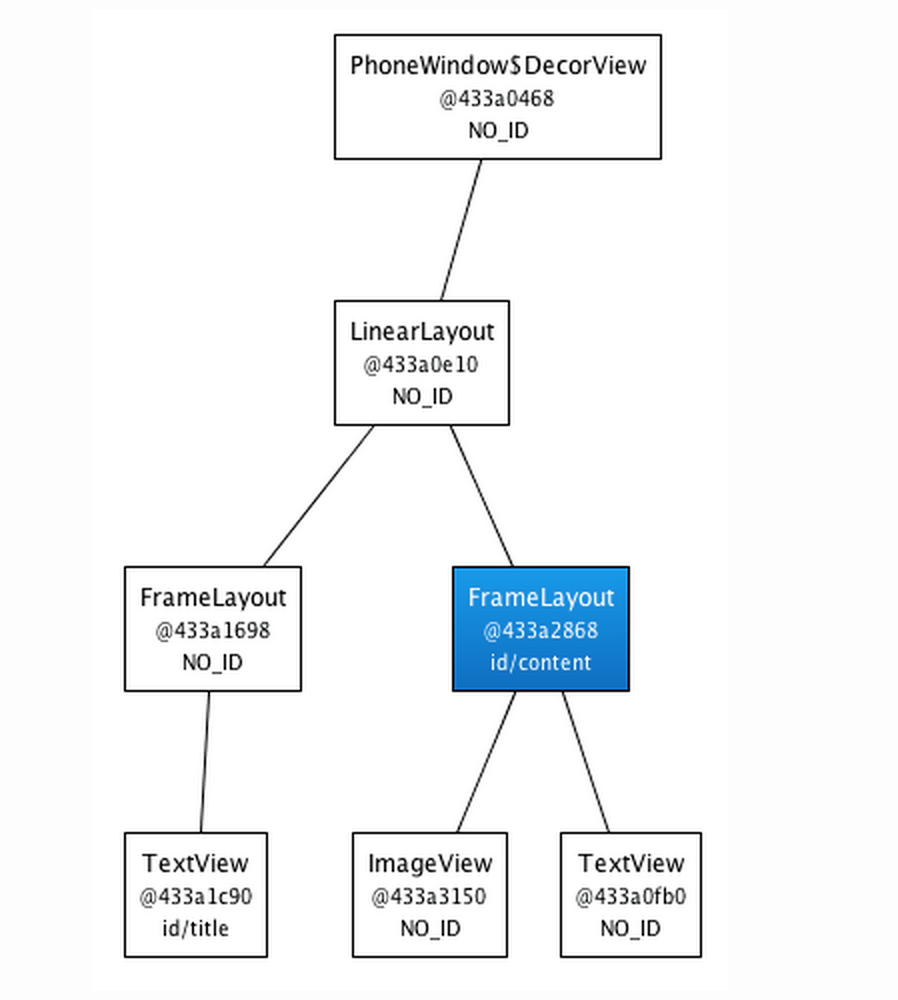 PhoneWindow$DecorView
@433a0468
NO_ID
LinearLayout
@433a0e10
NO_ID
FrameLayout
@433a1698
NO_ID
FrameLayout
@433a2868
id/content
TextView
@433a1c90
id/title
ImageView
@433a3150
NO_ID
TextView
@433a0fb0
NO_ID